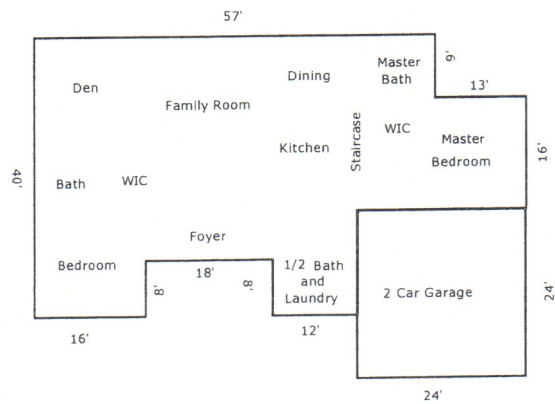 57'
9'
Den
Dining
Master
Bath
13'
Family Room
Kitchen
Staircase
WIC
Master
Bedroom
16'
40'
Bath
WIC
Foyer
Bedroom
18'
8'
8'
1/2 Bath
and
Laundry
2 Car Garage
24'
16'
12'
24'